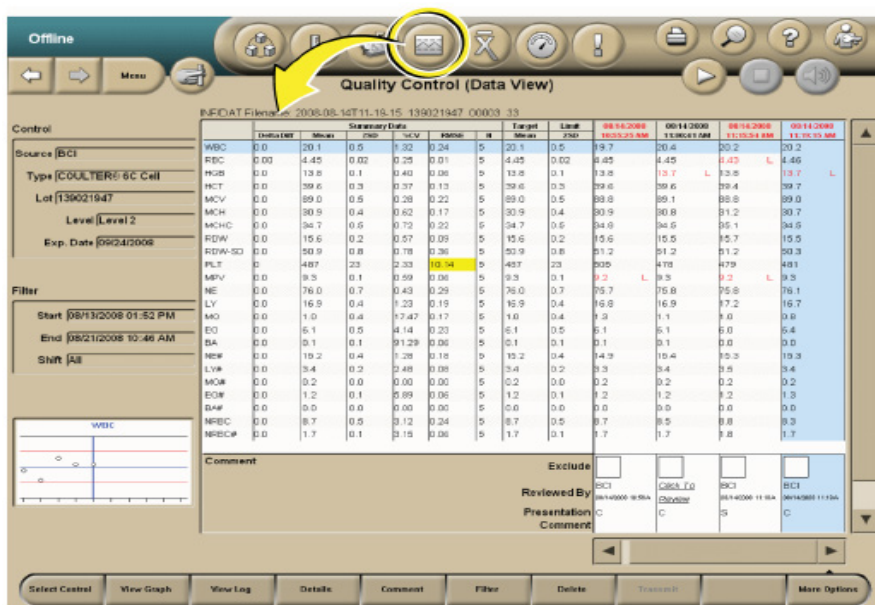 Offline
Menu
Quality Control (Data View)
INFIDAT Filename: 2008-08-14T11-19-15 139021947 00003 33
Control
Source BCI
Type COULTER® 6C Cell
Lot 139021947
Level Level 2
Exp. Date 09/24/2008
Filter
Start 08/13/2008 01:52 PM
End 08/21/2008 10:46 AM
Shift All
WBC
Summary Data Target Limit 08/14/2008 08/14/2008 08/14/2008 08/14/2008
Delta Diff Mean 2SD %CV RMSE N Mean 2SD 10:55:25 AM 11:00:41 AM 11:15:51 AM 11:18:15 AM
WBC 0.0 20.1 0.5 1.32 0.24 5 20.1 0.5 19.7 20.4 20.2 20.2
RBC 0.00 4.45 0.02 0.25 0.01 5 4.45 0.02 4.45 4.45 4.43 L 4.46
HGB 0.0 13.8 0.1 0.40 0.06 5 13.8 0.1 13.8 13.7 L 13.8 13.7 L
HCT 0.0 39.6 0.3 0.37 0.13 5 39.6 0.3 39.6 39.6 39.4 39.7
MCV 0.0 89.0 0.5 0.28 0.22 5 89.0 0.5 88.8 89.1 88.8 89.0
MCH 0.0 30.9 0.4 0.62 0.17 5 30.9 0.4 30.9 30.8 31.2 30.7
MCHC 0.0 34.7 0.5 0.72 0.22 5 34.7 0.5 34.8 34.5 35.1 34.5
RDW 0.0 15.6 0.2 0.57 0.09 5 15.6 0.2 15.6 15.5 15.7 15.5
RDW-SD 0.0 50.9 0.8 0.78 0.36 5 50.9 0.8 51.2 51.2 51.2 50.3
PLT 0 487 23 2.33 10.14 5 487 23 505 478 479 481
MPV 0.0 9.3 0.1 0.59 0.06 5 9.3 0.1 9.2 L 9.3 9.2 L 9.3
NE 0.0 76.0 0.7 0.43 0.29 5 76.0 0.7 75.7 75.8 75.8 76.1
LY 0.0 16.9 0.4 1.23 0.19 5 16.9 0.4 16.8 16.9 17.2 16.7
MO 0.0 1.0 0.4 17.47 0.17 5 1.0 0.4 1.3 1.1 1.0 0.8
EO 0.0 6.1 0.5 4.14 0.23 5 6.1 0.5 6.1 6.1 6.0 6.4
BA 0.0 0.1 0.1 91.29 0.06 5 0.1 0.1 0.1 0.1 0.0 0.0
NE# 0.0 15.2 0.4 1.28 0.18 5 15.2 0.4 14.9 15.4 15.3 15.3
LY# 0.0 3.4 0.2 2.48 0.08 5 3.4 0.2 3.3 3.4 3.5 3.4
MO# 0.0 0.2 0.0 0.00 0.00 5 0.2 0.0 0.2 0.2 0.2 0.2
EO# 0.0 1.2 0.1 5.89 0.06 5 1.2 0.1 1.2 1.2 1.2 1.3
BA# 0.0 0.0 0.0 0.00 0.00 5 0.0 0.0 0.0 0.0 0.0 0.0
NRBC 0.0 8.7 0.5 3.12 0.24 5 8.7 0.5 8.7 8.5 8.8 8.3
NRBC# 0.0 1.7 0.1 3.15 0.06 5 1.7 0.1 1.7 1.7 1.8 1.7
Comment
Exclude
Reviewed By BCI Click To Review BCI BCI
Presentation C C S C
Comment
Select Control View Graph View Log Details Comment Filter Delete Transmit More Options